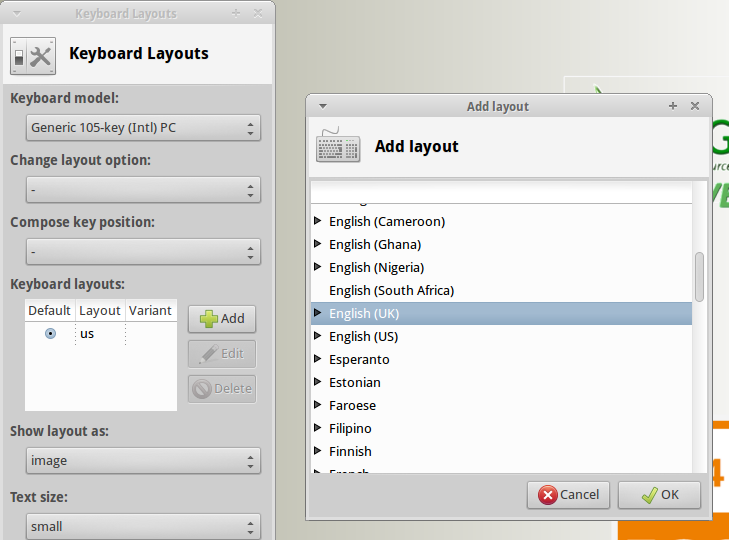 Keyboard Layouts
Keyboard Layouts
Keyboard model:
Generic 105-key (Intl) PC
Change layout option:
-
Compose key position:
-
Keyboard layouts:
Default Layout Variant
us
Add
Edit
Delete
Show layout as:
image
Text size:
small
Add layout
Add layout
English (Cameroon)
English (Ghana)
English (Nigeria)
English (South Africa)
English (UK)
English (US)
Esperanto
Estonian
Faroese
Filipino
Finnish
French
Cancel
OK
G
4